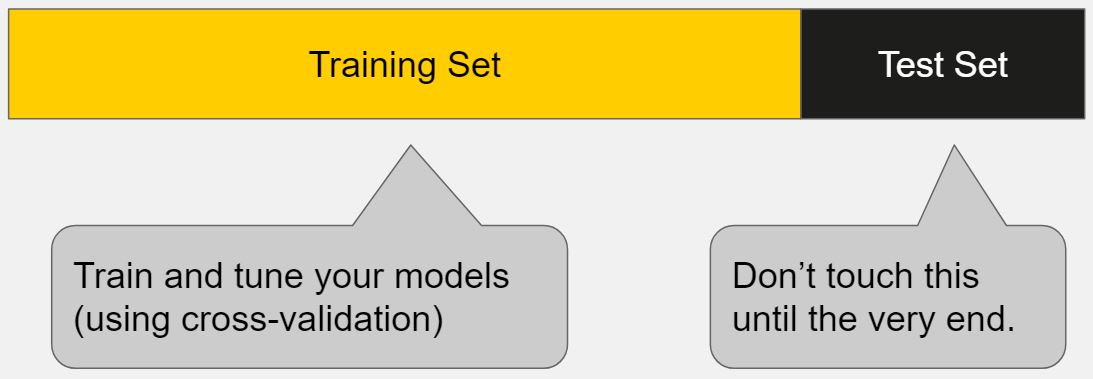 Training Set
Test Set
Train and tune your models
(using cross-validation)
Don’t touch this
until the very end.